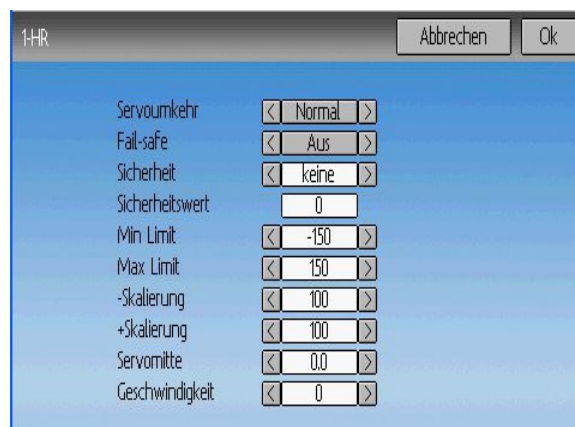 1-HR Abbrechen Ok
Servoumkehr < Normal >
Fail-safe < Aus >
Sicherheit < keine >
Sicherheitswert 0
Min Limit < -150 >
Max Limit < 150 >
-Skalierung < 100 >
+Skalierung < 100 >
Servomitte < 0.0 >
Geschwindigkeit < 0 >